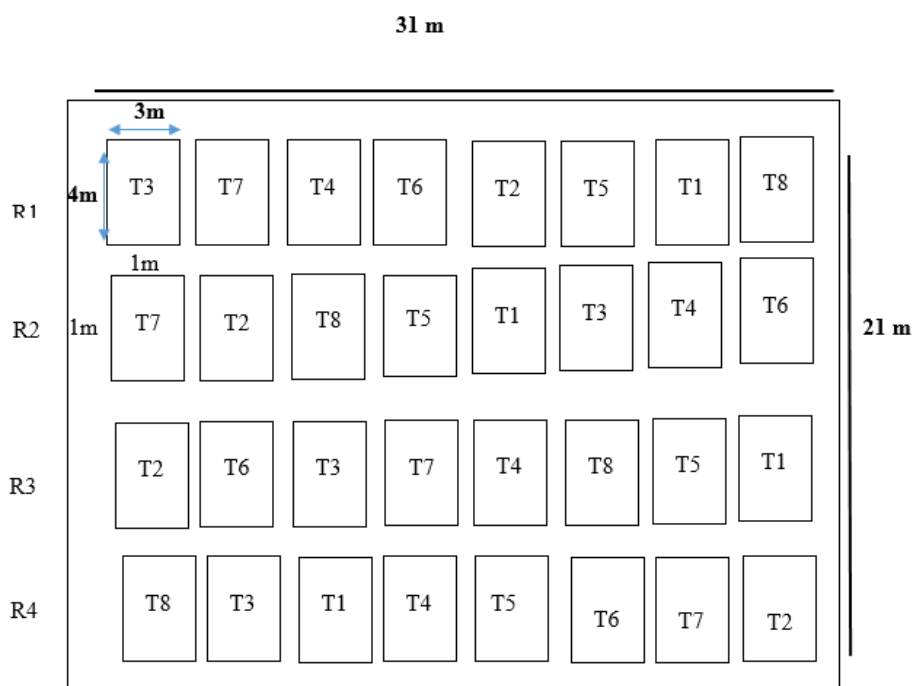 31 m
3m
4m
R1 T3 T7 T4 T6 T2 T5 T1 T8
1m
R2 1m T7 T2 T8 T5 T1 T3 T4 T6
21 m
R3 T2 T6 T3 T7 T4 T8 T5 T1
R4 T8 T3 T1 T4 T5 T6 T7 T2